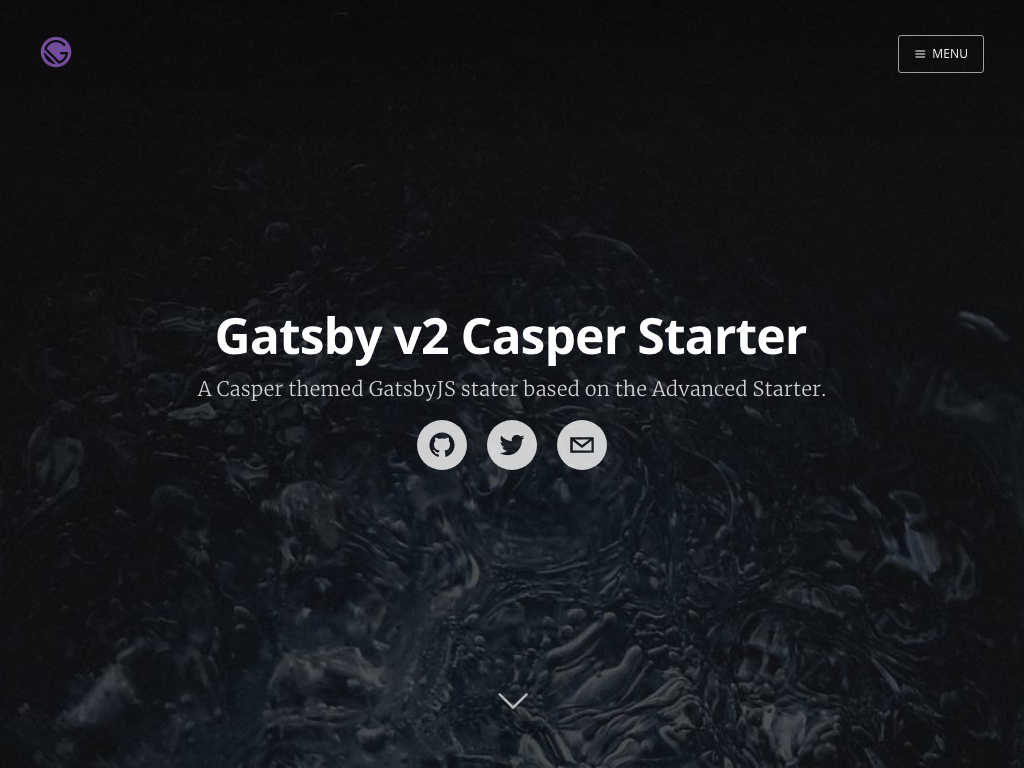 MENU
Gatsby v2 Casper Starter
A Casper themed GatsbyJS stater based on the Advanced Starter.